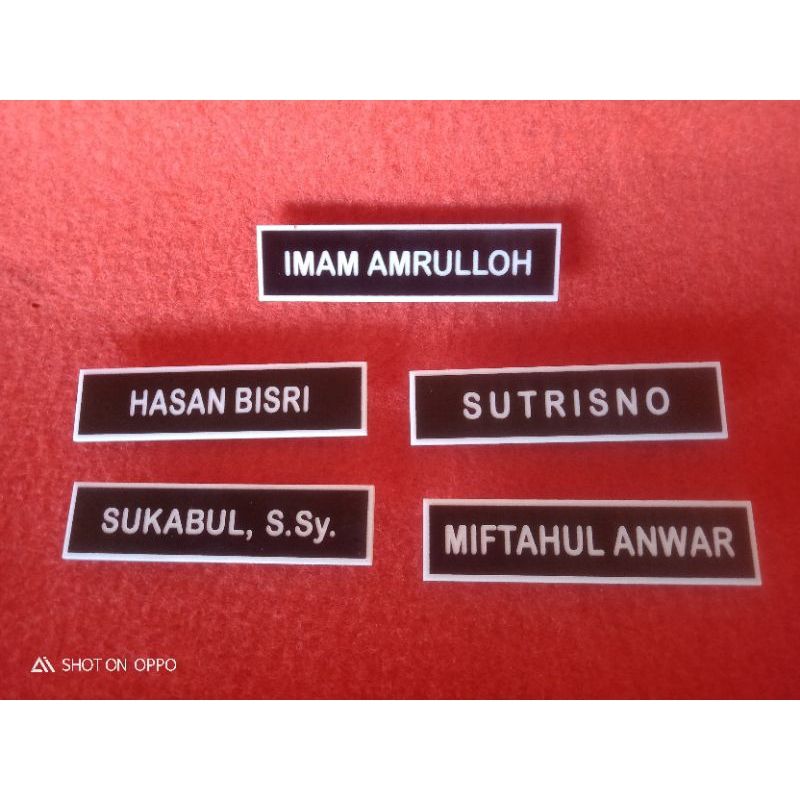 IMAM AMRULLOH
HASAN BISRI
SUTRISNO
SUKABUL, S.Sy.
MIFTAHUL ANWAR
SHOT ON OPPO